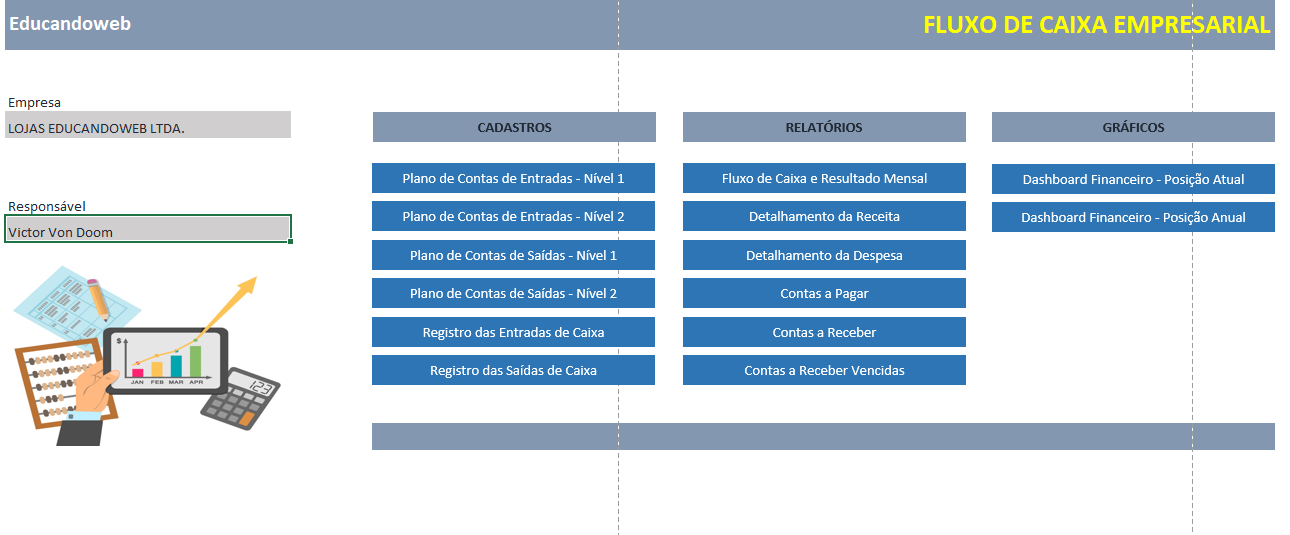 Educandoweb
FLUXO DE CAIXA EMPRESARIAL
Empresa
LOJAS EDUCANDOWEB LTDA.
Responsável
Victor Von Doom
$
JAN FEB MAR APR
123
CADASTROS
Plano de Contas de Entradas - Nível 1
Plano de Contas de Entradas - Nível 2
Plano de Contas de Saídas - Nível 1
Plano de Contas de Saídas - Nível 2
Registro das Entradas de Caixa
Registro das Saídas de Caixa
RELATÓRIOS
Fluxo de Caixa e Resultado Mensal
Detalhamento da Receita
Detalhamento da Despesa
Contas a Pagar
Contas a Receber
Contas a Receber Vencidas
GRÁFICOS
Dashboard Financeiro - Posição Atual
Dashboard Financeiro - Posição Anual